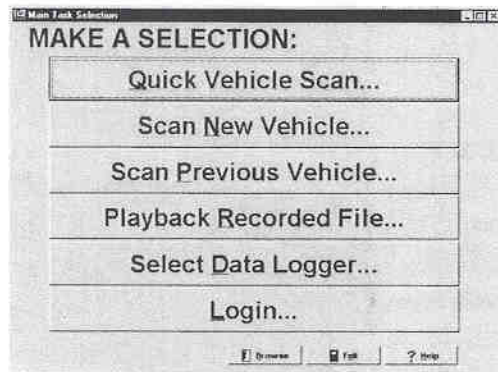 Main Task Selection
MAKE A SELECTION:
Quick Vehicle Scan...
Scan New Vehicle...
Scan Previous Vehicle...
Playback Recorded File...
Select Data Logger...
Login...
Browse
? Help